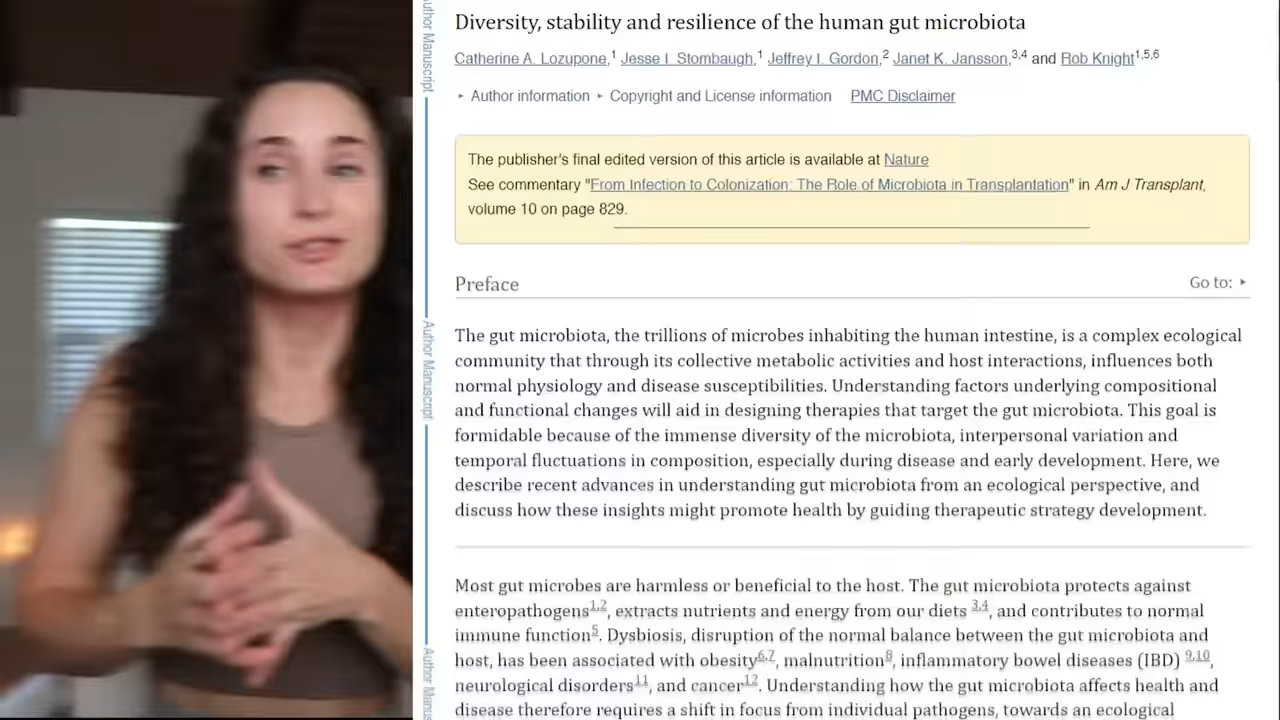 Diversity, stability and resilience of the human gut microbiota
Catherine A. Lozupone,1 Jesse I. Stombaugh,1 Jeffrey I. Gordon,2 Janet K. Jansson,3,4 and Rob Knight1,5,6
▸ Author information ▸ Copyright and License information PMC Disclaimer
The publisher's final edited version of this article is available at Nature
See commentary "From Infection to Colonization: The Role of Microbiota in Transplantation" in Am J Transplant,
volume 10 on page 829.
Preface
Go to: ▸
The gut microbiota, the trillions of microbes inhabiting the human intestine, is a complex ecological
community that through its collective metabolic activities and host interactions, influences both
normal physiology and disease susceptibilities. Understanding factors underlying compositional
and functional changes will aid in designing therapies that target the gut microbiota. This goal is
formidable because of the immense diversity of the microbiota, interpersonal variation and
temporal fluctuations in composition, especially during disease and early development. Here, we
describe recent advances in understanding gut microbiota from an ecological perspective, and
discuss how these insights might promote health by guiding therapeutic strategy development.
Most gut microbes are harmless or beneficial to the host. The gut microbiota protects against
enteropathogens1,2, extracts nutrients and energy from our diets 3,4, and contributes to normal
immune function5. Dysbiosis, disruption of the normal balance between the gut microbiota and
host, has been associated with obesity, inflammatory bowel disease (IBD)
neurological 11 12 how the gut microbiota affects health or
disease therefore requires a shift in focus from individual pathogens, towards an ecological
Author Manuscript
Author Manuscript